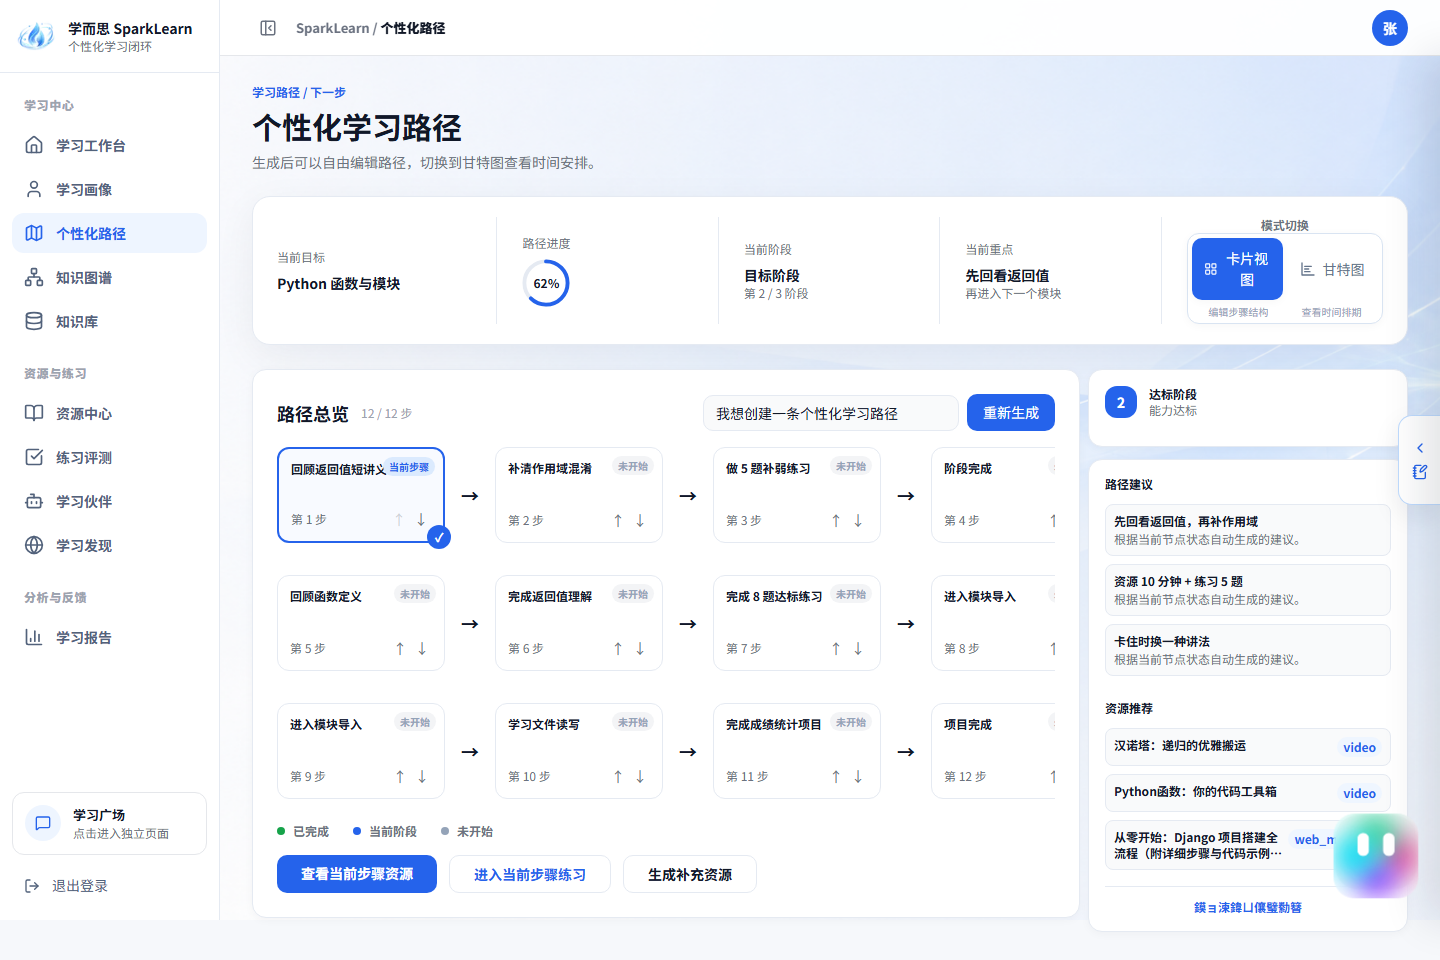 学而思 SparkLearn
个性化学习闭环
SparkLearn / 个性化路径
张
学习中心
学习工作台
学习画像
个性化路径
知识图谱
知识库
资源与练习
资源中心
练习评测
学习伙伴
学习发现
分析与反馈
学习报告
学习广场
点击进入独立页面
退出登录
学习路径 / 下一步
个性化学习路径
生成后可以自由编辑路径，切换到甘特图查看时间安排。
当前目标
Python 函数与模块
路径进度
62%
当前阶段
目标阶段
第 2 / 3 阶段
当前重点
先回看返回值
再进入下一个模块
模式切换
卡片视
图
甘特图
编辑步骤结构
查看时间排期
路径总览 12 / 12 步
我想创建一条个性化学习路径
重新生成
回顾返回值短讲义 当前步骤
第 1 步 ↑ ↓
→
补清作用域混淆 未开始
第 2 步 ↑ ↓
→
做 5 题补弱练习 未开始
第 3 步 ↑ ↓
→
阶段完成
第 4 步 ↑
回顾函数定义 未开始
第 5 步 ↑ ↓
→
完成返回值理解 未开始
第 6 步 ↑ ↓
→
完成 8 题达标练习 未开始
第 7 步 ↑ ↓
→
进入模块导入
第 8 步 ↑
进入模块导入 未开始
第 9 步 ↑ ↓
→
学习文件读写 未开始
第 10 步 ↑ ↓
→
完成成绩统计项目 未开始
第 11 步 ↑ ↓
→
项目完成
第 12 步 ↑
已完成 当前阶段 未开始
查看当前步骤资源
进入当前步骤练习
生成补充资源
2
达标阶段
能力达标
路径建议
先回看返回值，再补作用域
根据当前节点状态自动生成的建议。
资源 10 分钟 + 练习 5 题
根据当前节点状态自动生成的建议。
卡住时换一种讲法
根据当前节点状态自动生成的建议。
资源推荐
汉诺塔：递归的优雅搬运 video
Python函数：你的代码工具箱 video
从零开始：Django 项目搭建全
流程（附详细步骤与代码示例…